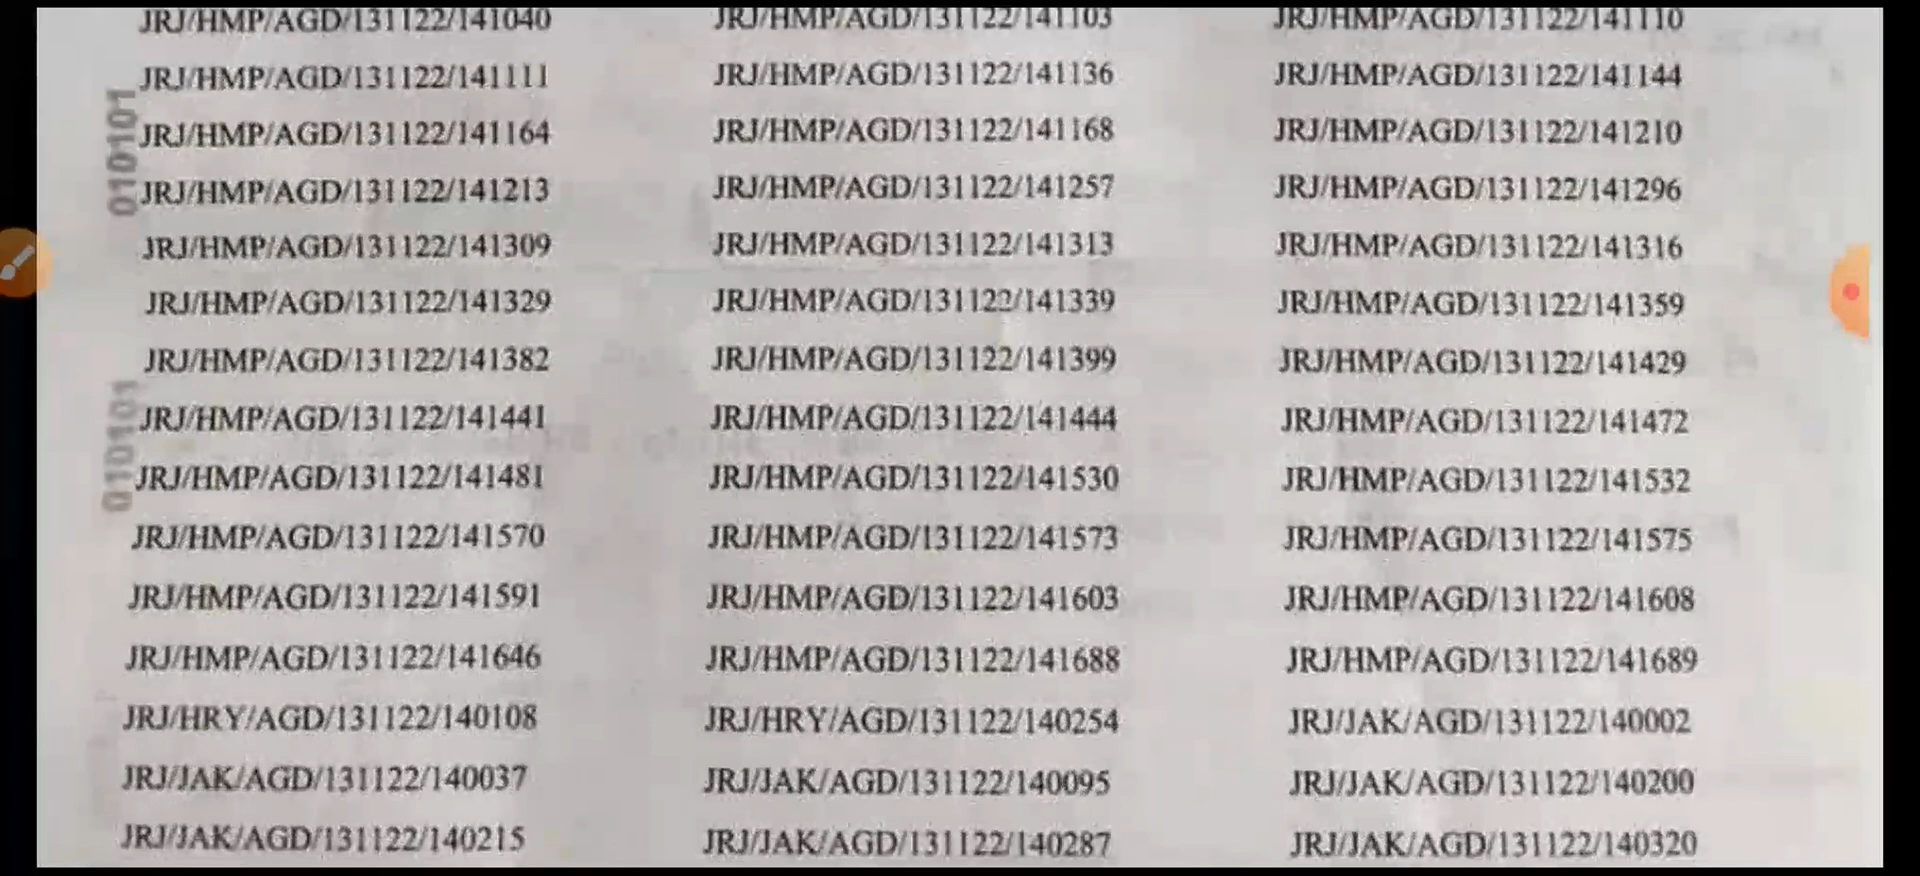 JRJ/HMP/AGD/131122/141040 JRJ/HMP/AGD/131122/141103 JRJ/HMP/AGD/131122/141110
JRJ/HMP/AGD/131122/141111 JRJ/HMP/AGD/131122/141136 JRJ/HMP/AGD/131122/141144
010101
JRJ/HMP/AGD/131122/141164 JRJ/HMP/AGD/131122/141168 JRJ/HMP/AGD/131122/141210
JRJ/HMP/AGD/131122/141213 JRJ/HMP/AGD/131122/141257 JRJ/HMP/AGD/131122/141296
JRJ/HMP/AGD/131122/141309 JRJ/HMP/AGD/131122/141313 JRJ/HMP/AGD/131122/141316
JRJ/HMP/AGD/131122/141329 JRJ/HMP/AGD/131122/141339 JRJ/HMP/AGD/131122/141359
JRJ/HMP/AGD/131122/141382 JRJ/HMP/AGD/131122/141399 JRJ/HMP/AGD/131122/141429
010101
JRJ/HMP/AGD/131122/141441 JRJ/HMP/AGD/131122/141444 JRJ/HMP/AGD/131122/141472
JRJ/HMP/AGD/131122/141481 JRJ/HMP/AGD/131122/141530 JRJ/HMP/AGD/131122/141532
JRJ/HMP/AGD/131122/141570 JRJ/HMP/AGD/131122/141573 JRJ/HMP/AGD/131122/141575
JRJ/HMP/AGD/131122/141591 JRJ/HMP/AGD/131122/141603 JRJ/HMP/AGD/131122/141608
JRJ/HMP/AGD/131122/141646 JRJ/HMP/AGD/131122/141688 JRJ/HMP/AGD/131122/141689
JRJ/HRY/AGD/131122/140108 JRJ/HRY/AGD/131122/140254 JRJ/JAK/AGD/131122/140002
JRJ/JAK/AGD/131122/140037 JRJ/JAK/AGD/131122/140095 JRJ/JAK/AGD/131122/140200
JRJ/JAK/AGD/131122/140215 JRJ/JAK/AGD/131122/140287 JRJ/JAK/AGD/131122/140320